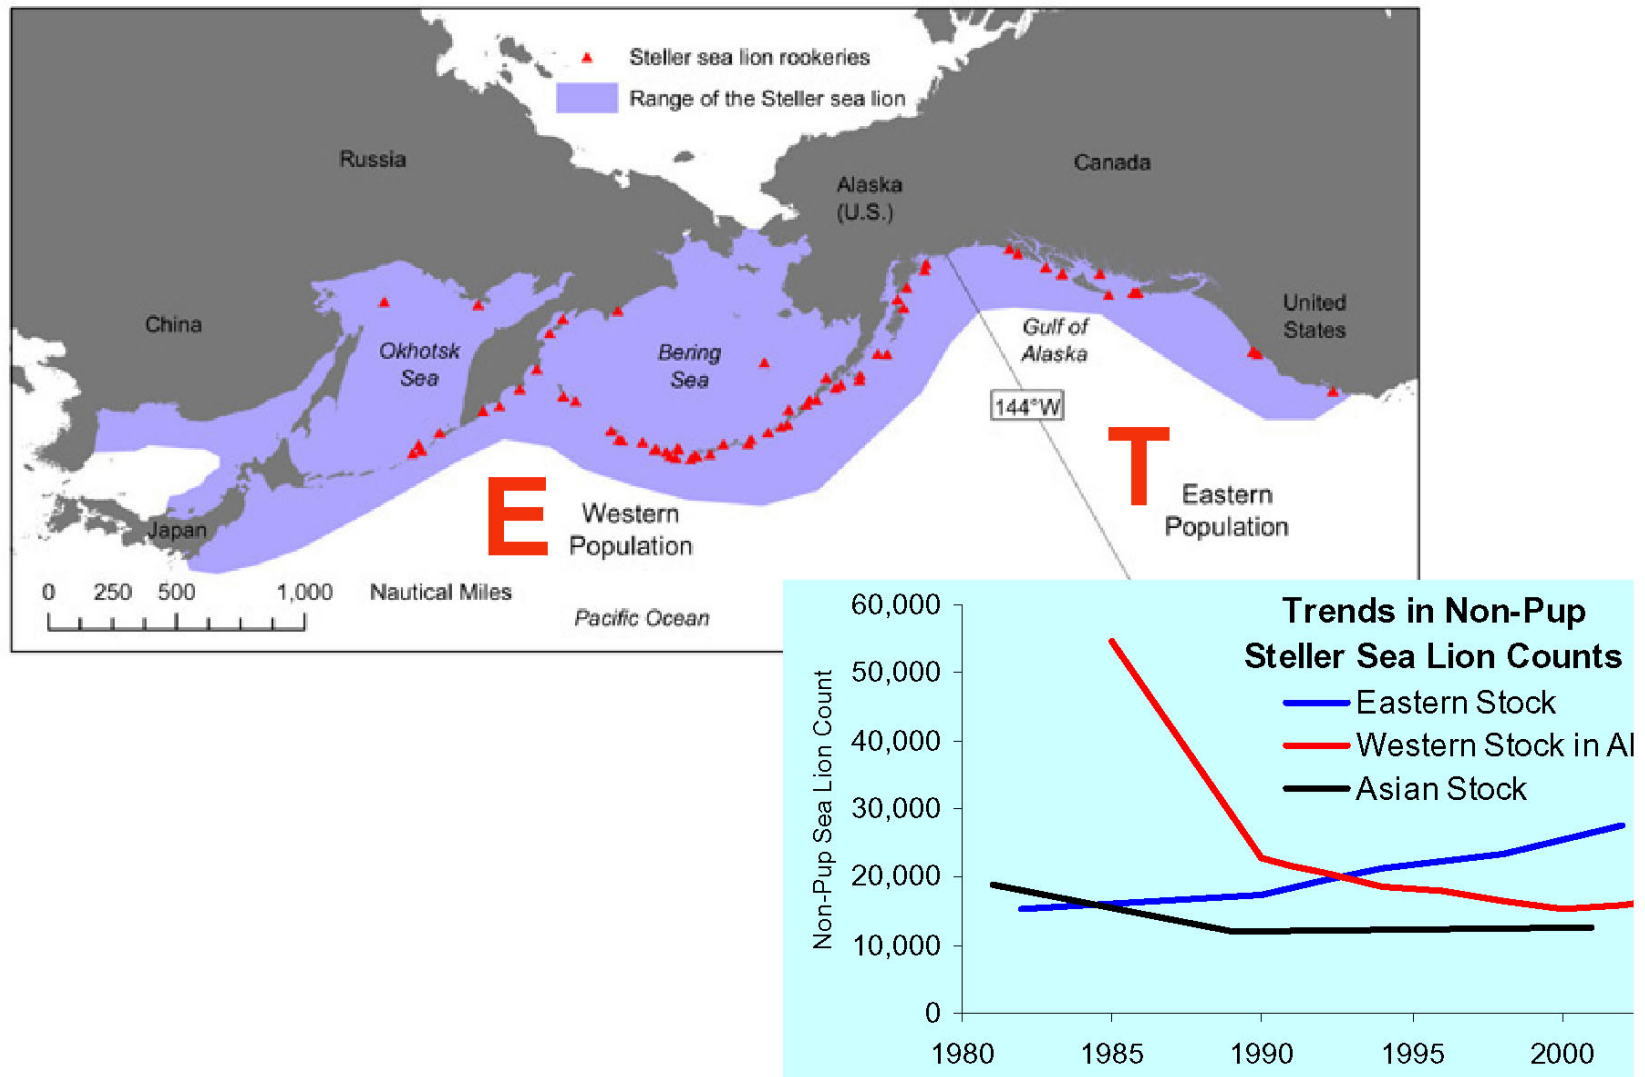 Steller sea lion rookeries
Range of the Steller sea lion
Russia
Canada
Alaska
(U.S.)
China
United
States
Okhotsk
Sea
Bering
Sea
Gulf of
Alaska
144°W
T
Eastern
Population
E
Western
Population
Japan
0 250 500 1,000 Nautical Miles
Pacific Ocean
Trends in Non-Pup
Steller Sea Lion Counts
Eastern Stock
Western Stock in Al
Asian Stock
Non-Pup Sea Lion Count
60,000
50,000
40,000
30,000
20,000
10,000
0
1980 1985 1990 1995 2000